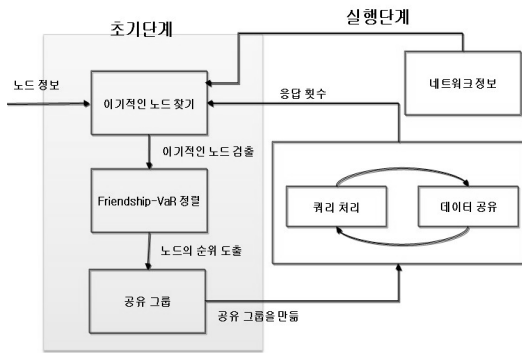 초기단계
실행단계
노드 정보
이기적인 노드 찾기
응답 횟수
네트워크 정보
이기적인 노드 검출
Friendship-VaR 정렬
쿼리 처리
데이터 공유
노드의 순위 도출
공유 그룹
공유 그룹을 만듦